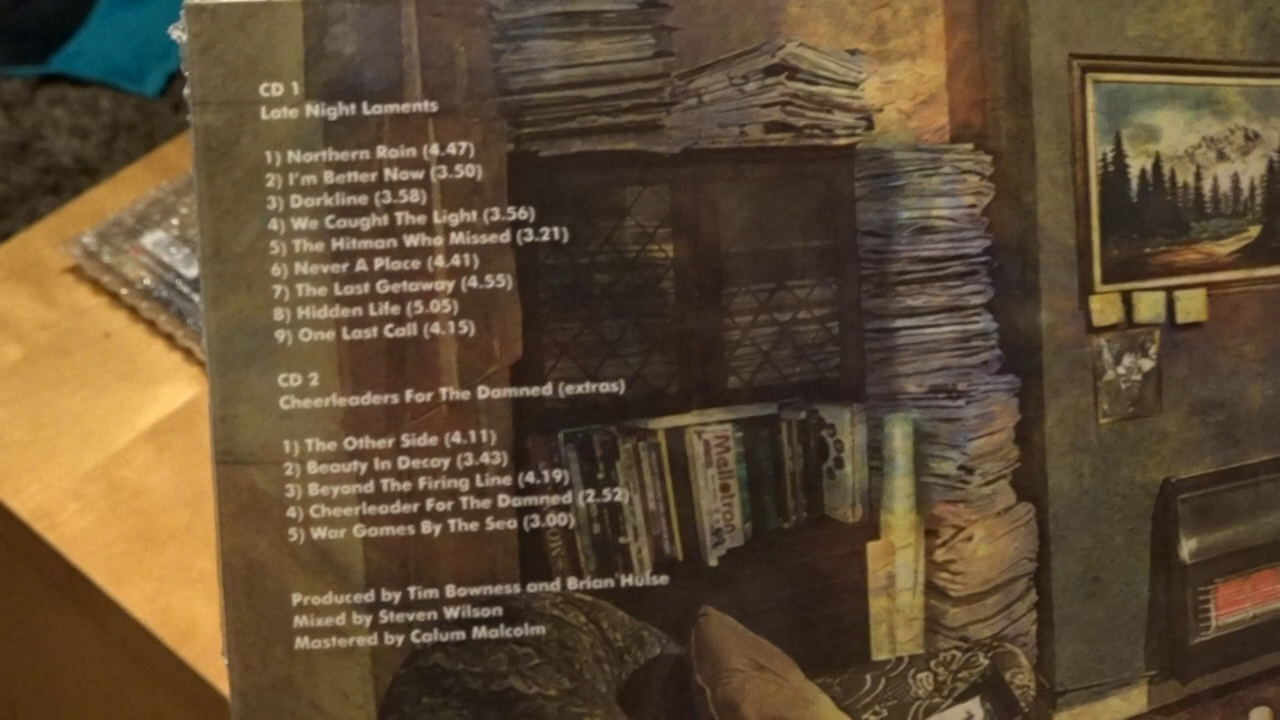 CD 1
Late Night Laments
1) Northern Rain (4.47)
2) I'm Better Now (3.50)
3) Darkline (3.58)
4) We Caught The Light (3.56)
5) The Hitman Who Missed (3.21)
6) Never A Place (4.41)
7) The Last Getaway (4.55)
8) Hidden Life (5.05)
9) One Last Call (4.15)
CD 2
Cheerleaders For The Damned (extras)
1) The Other Side (4.11)
2) Beauty In Decay (3.43)
3) Beyond The Firing Line (4.19)
4) Cheerleader For The Damned (2.52)
5) War Games By The Sea (3.00)
Produced by Tim Bowness and Brian Hulse
Mixed by Steven Wilson
Mastered by Calum Malcolm
Mellotron